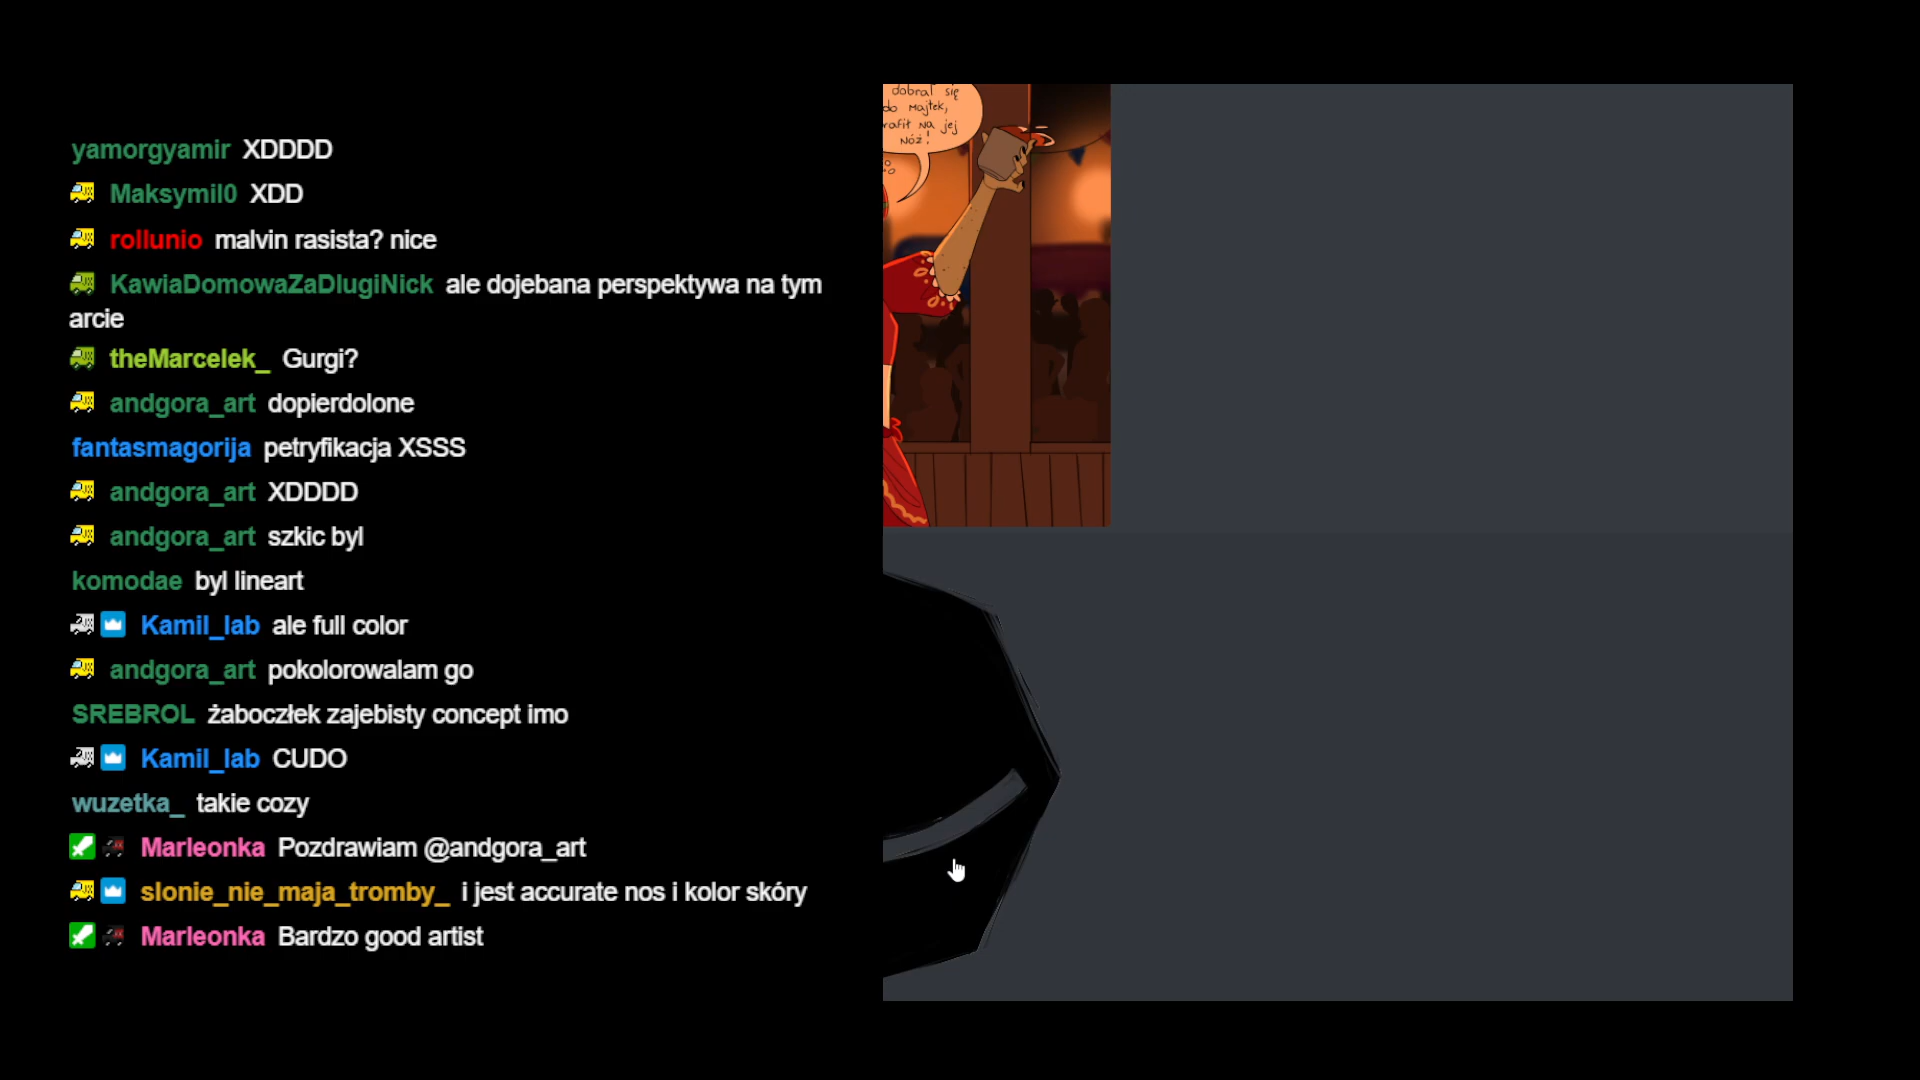 yamorgyamir XDDDD
Maksymil0 XDD
rollunio malvin rasista? nice
KawiaDomowaZaDlugiNick ale dojebana perspektywa na tym
arcie
theMarcelek_ Gurgi?
andgora_art dopierdolone
fantasmagorija petryfikacja XSSS
andgora_art XDDDD
andgora_art szkic byl
komodae byl lineart
Kamil_lab ale full color
andgora_art pokolorowalam go
SREBROL żaboczłek zajebisty concept imo
Kamil_lab CUDO
wuzetka_ takie cozy
Marleonka Pozdrawiam @andgora_art
slonie_nie_maja_tromby_ i jest accurate nos i kolor skóry
Marleonka Bardzo good artist
dobrał się
do majtek,
rafił na jej
nóż!